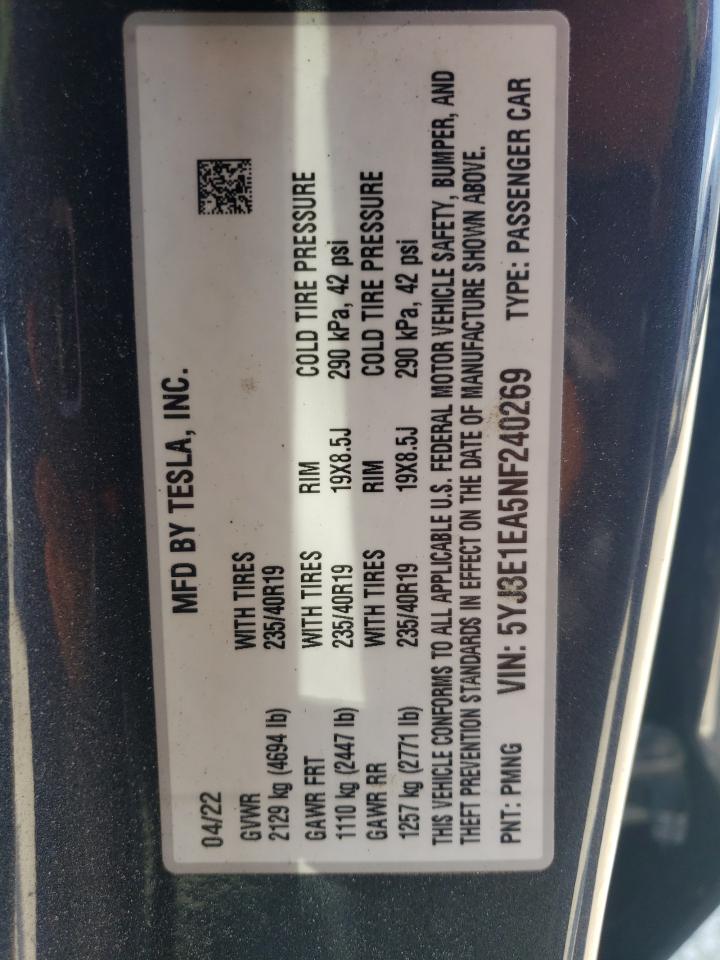 MFD BY TESLA, INC.
04/22
GVWR WITH TIRES
2129 kg (4694 lb) 235/40R19
GAWR FRT WITH TIRES RIM COLD TIRE PRESSURE
1110 kg (2447 lb) 235/40R19 19X8.5J 290 kPa, 42 psi
GAWR RR WITH TIRES RIM COLD TIRE PRESSURE
1257 kg (2771 lb) 235/40R19 19X8.5J 290 kPa, 42 psi
THIS VEHICLE CONFORMS TO ALL APPLICABLE U.S. FEDERAL MOTOR VEHICLE SAFETY, BUMPER, AND
THEFT PREVENTION STANDARDS IN EFFECT ON THE DATE OF MANUFACTURE SHOWN ABOVE.
PNT: PMNG VIN: 5YJ3E1EA5NF240269 TYPE: PASSENGER CAR